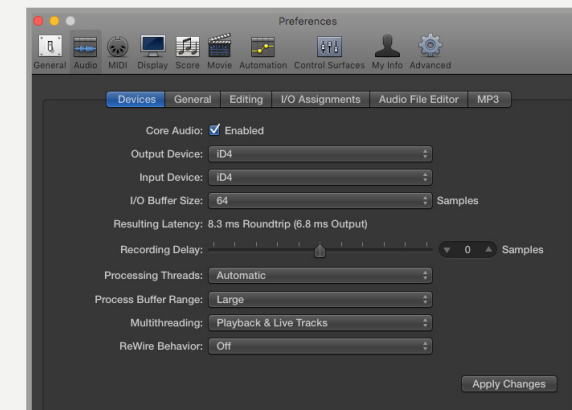 Preferences
General Audio MIDI Display Score Movie Automation Control Surfaces My Info Advanced
Devices General Editing I/O Assignments Audio File Editor MP3
Core Audio: Enabled
Output Device: iD4
Input Device: iD4
I/O Buffer Size: 64 Samples
Resulting Latency: 8.3 ms Roundtrip (6.8 ms Output)
Recording Delay: 0 Samples
Processing Threads: Automatic
Process Buffer Range: Large
Multithreading: Playback & Live Tracks
ReWire Behavior: Off
Apply Changes